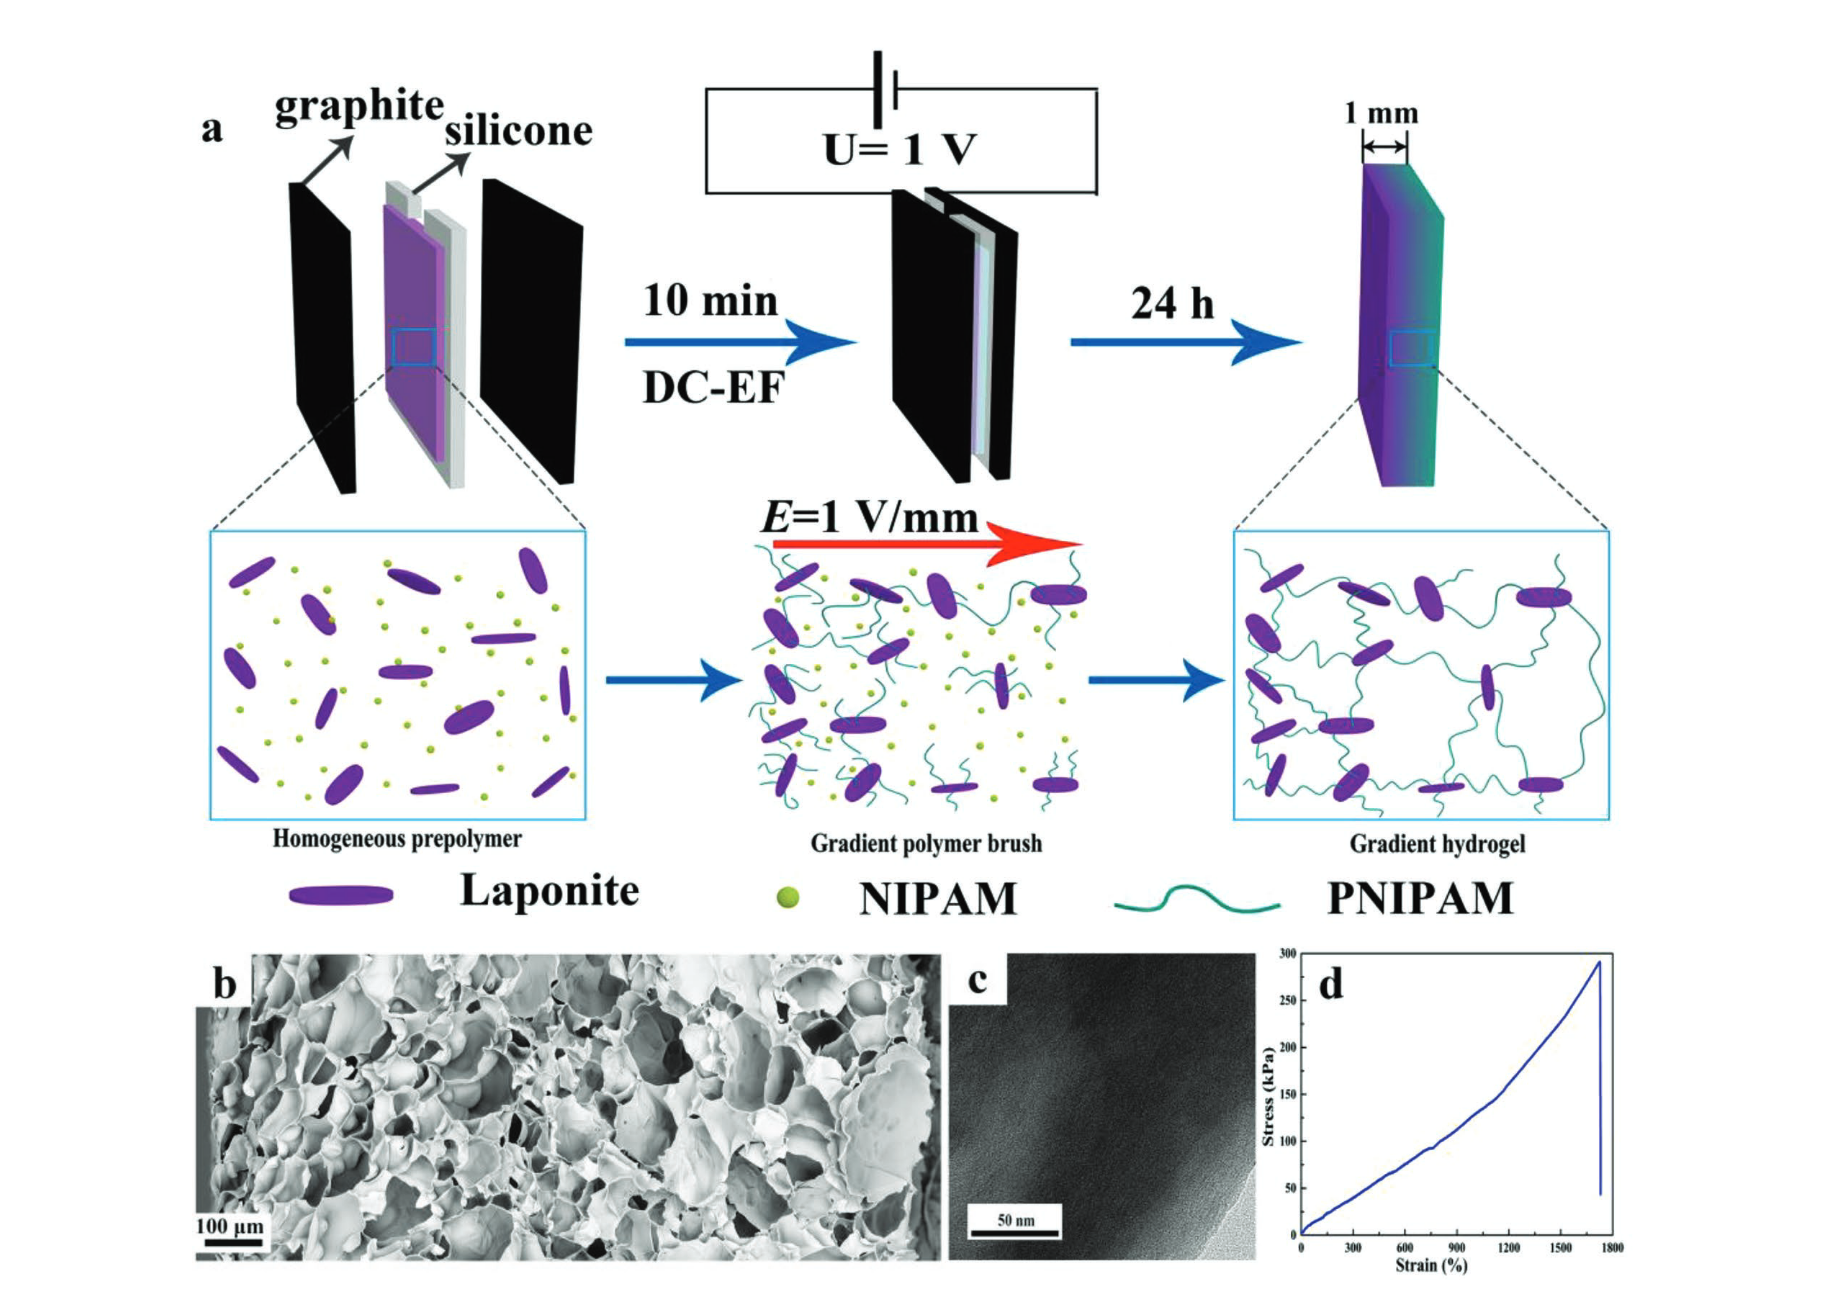 a
graphite
silicone
U= 1 V
1 mm
10 min
DC-EF
24 h
E=1 V/mm
Homogeneous prepolymer
Gradient polymer brush
Gradient hydrogel
Laponite
NIPAM
PNIPAM
b
100 μm
c
50 nm
d
300
250
200
150
100
50
0
Stress (kPa)
0 300 600 900 1200 1500 1800
Strain (%)